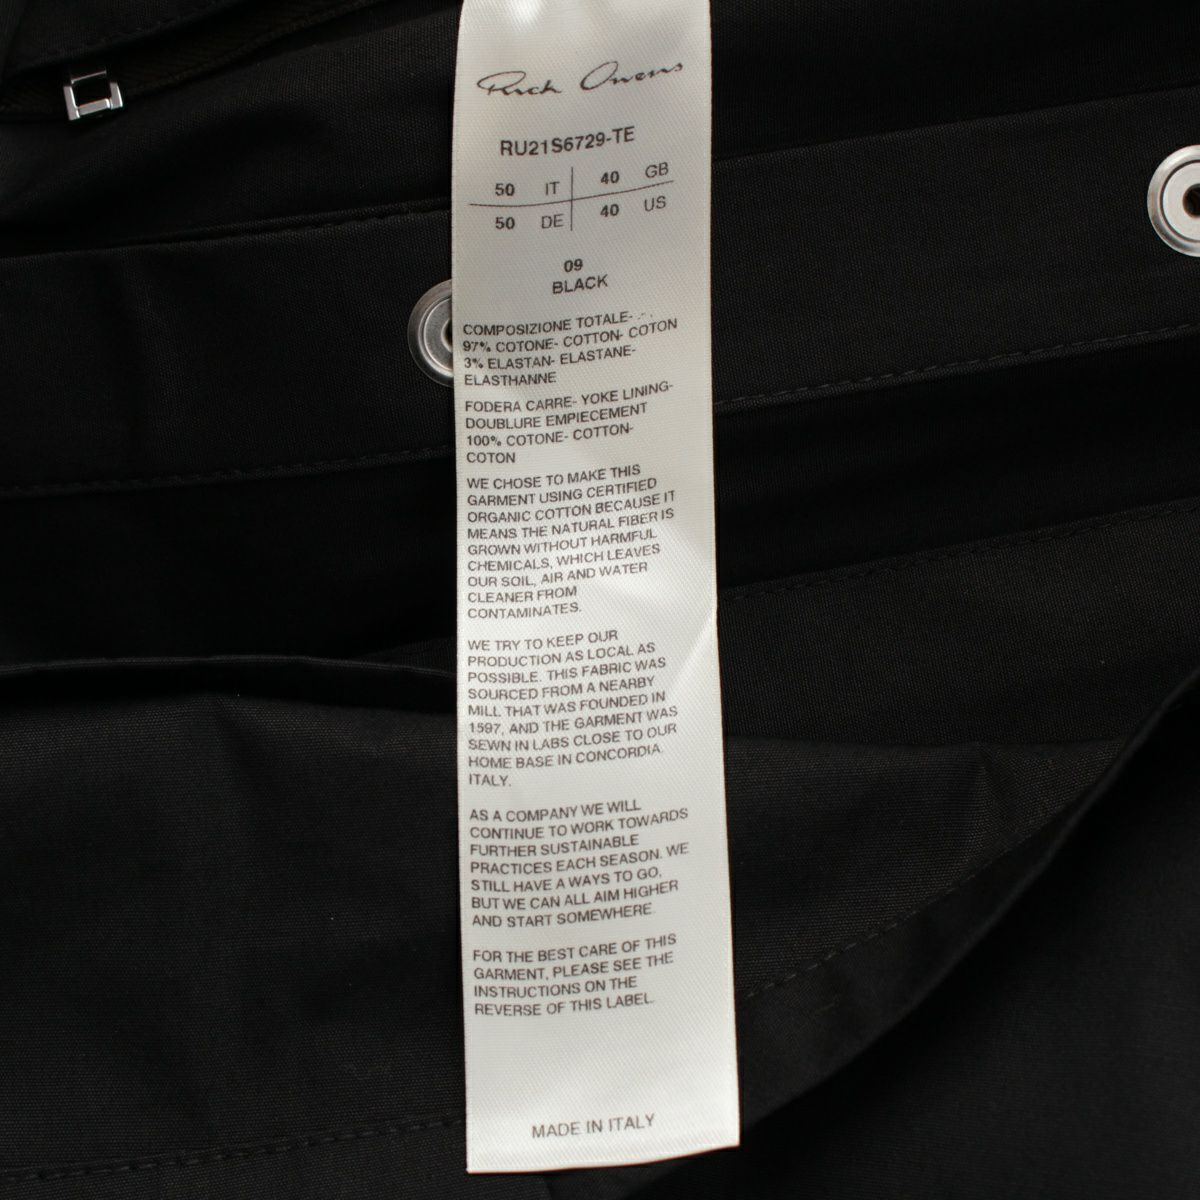 Rick Owens
RU21S6729-TE
50 IT 40 GB
50 DE 40 US
09
BLACK
COMPOSIZIONE TOTALE- - .
97% COTONE- COTTON- COTON
3% ELASTAN- ELASTANE-
ELASTHANNE
FODERA CARRE- YOKE LINING-
DOUBLURE EMPIECEMENT
100% COTONE- COTTON-
COTON
WE CHOSE TO MAKE THIS
GARMENT USING CERTIFIED
ORGANIC COTTON BECAUSE IT
MEANS THE NATURAL FIBER IS
GROWN WITHOUT HARMFUL
CHEMICALS, WHICH LEAVES
OUR SOIL, AIR AND WATER
CLEANER FROM
CONTAMINATES.
WE TRY TO KEEP OUR
PRODUCTION AS LOCAL AS
POSSIBLE. THIS FABRIC WAS
SOURCED FROM A NEARBY
MILL THAT WAS FOUNDED IN
1597, AND THE GARMENT WAS
SEWN IN LABS CLOSE TO OUR
HOME BASE IN CONCORDIA.
ITALY.
AS A COMPANY WE WILL
CONTINUE TO WORK TOWARDS
FURTHER SUSTAINABLE
PRACTICES EACH SEASON. WE
STILL HAVE A WAYS TO GO,
BUT WE CAN ALL AIM HIGHER
AND START SOMEWHERE.
FOR THE BEST CARE OF THIS
GARMENT, PLEASE SEE THE
INSTRUCTIONS ON THE
REVERSE OF THIS LABEL.
MADE IN ITALY